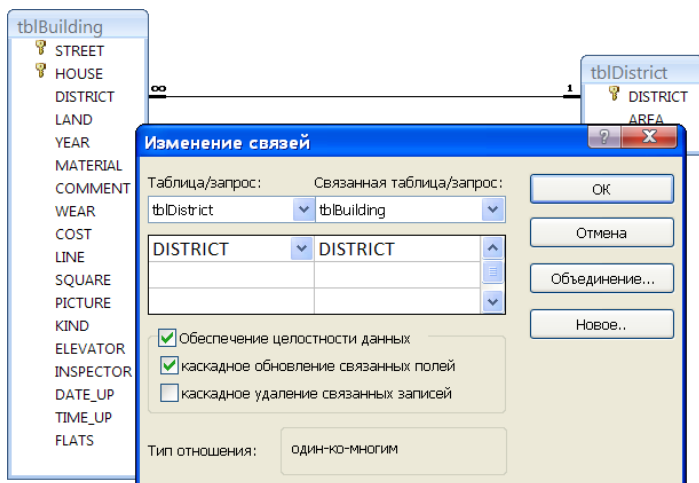 tblBuilding
STREET
HOUSE
DISTRICT
LAND
YEAR
MATERIAL
COMMENT
WEAR
COST
LINE
SQUARE
PICTURE
KIND
ELEVATOR
INSPECTOR
DATE_UP
TIME_UP
FLATS
∞ 1
tblDistrict
DISTRICT
AREA
Изменение связей
? X
Таблица/запрос: Связанная таблица/запрос:
tblDistrict tblBuilding
DISTRICT DISTRICT
Обеспечение целостности данных
каскадное обновление связанных полей
каскадное удаление связанных записей
Тип отношения: один-ко-многим
ОК
Отмена
Объединение...
Новое..